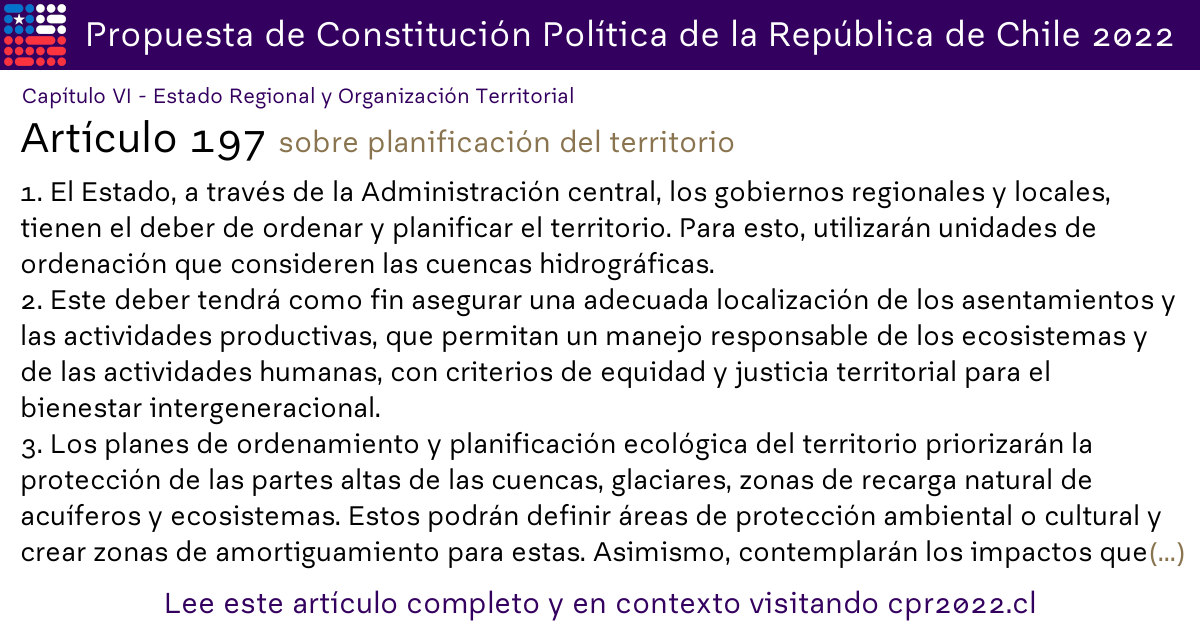 Propuesta de Constitución Política de la República de Chile 2022
Capítulo VI - Estado Regional y Organización Territorial
Artículo 197 sobre planificación del territorio
1. El Estado, a través de la Administración central, los gobiernos regionales y locales,
tienen el deber de ordenar y planificar el territorio. Para esto, utilizarán unidades de
ordenación que consideren las cuencas hidrográficas.
2. Este deber tendrá como fin asegurar una adecuada localización de los asentamientos y
las actividades productivas, que permitan un manejo responsable de los ecosistemas y
de las actividades humanas, con criterios de equidad y justicia territorial para el
bienestar intergeneracional.
3. Los planes de ordenamiento y planificación ecológica del territorio priorizarán la
protección de las partes altas de las cuencas, glaciares, zonas de recarga natural de
acuíferos y ecosistemas. Estos podrán definir áreas de protección ambiental o cultural y
crear zonas de amortiguamiento para estas. Asimismo, contemplarán los impactos que(...)
Lee este artículo completo y en contexto visitando cpr2022.cl